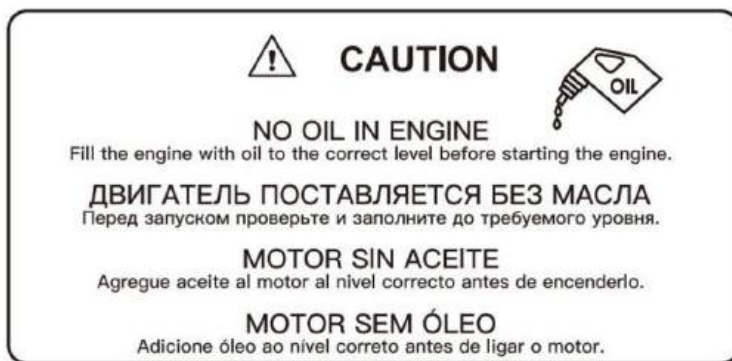 CAUTION
OIL
NO OIL IN ENGINE
Fill the engine with oil to the correct level before starting the engine.
ДВИГАТЕЛЬ ПОСТАВЛЯЕТСЯ БЕЗ МАСЛА
Перед запуском проверьте и заполните до требуемого уровня.
MOTOR SIN ACEITE
Agregue aceite al motor al nivel correcto antes de encenderlo.
MOTOR SEM ÓLEO
Adicione óleo ao nível correto antes de ligar o motor.